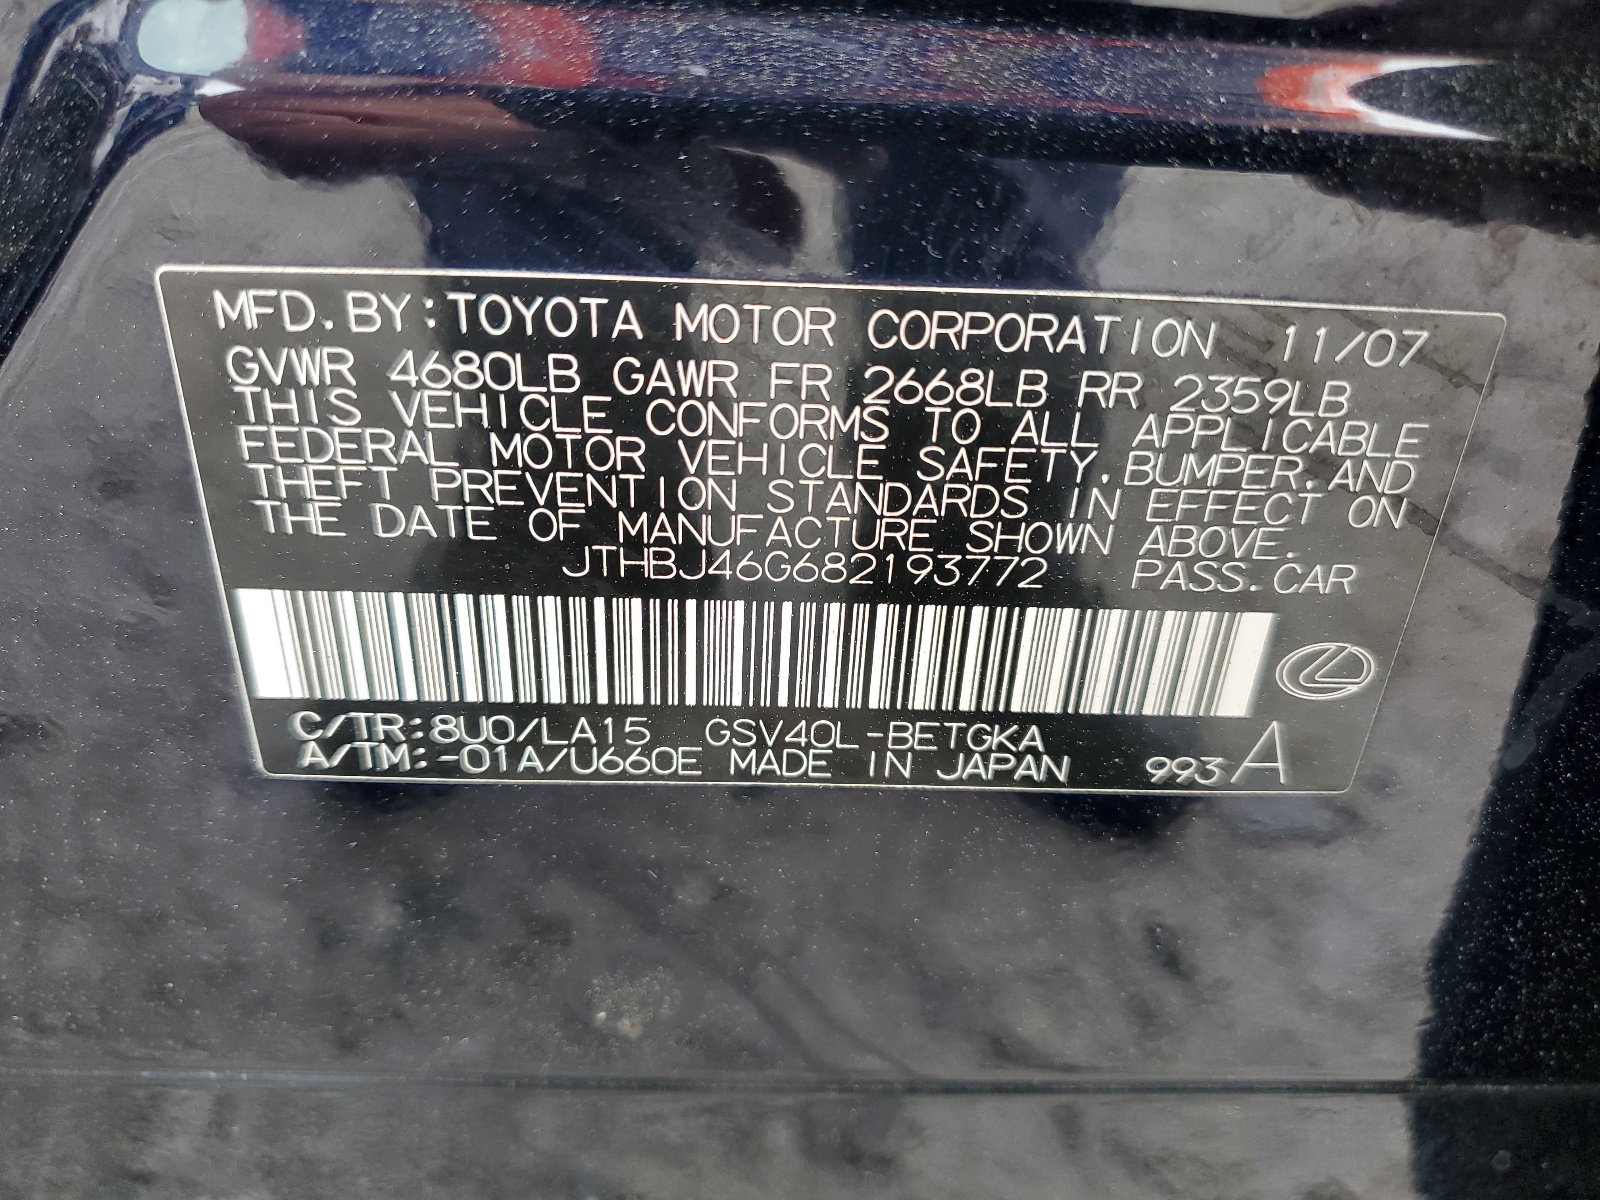 MFD. BY: TOYOTA MOTOR CORPORATION 11/07
GVWR 4680LB GAWR FR 2668LB RR 2359LB
THIS VEHICLE CONFORMS TO ALL APPLICABLE
FEDERAL MOTOR VEHICLE SAFETY, BUMPER, AND
THEFT PREVENTION STANDARDS IN EFFECT ON
THE DATE OF MANUFACTURE SHOWN ABOVE.
JTHBJ46G682193772 PASS. CAR
C/TR: 8U0/LA15 GSV40L-BETGKA
A/TM: -01A/U660E MADE IN JAPAN 993 A